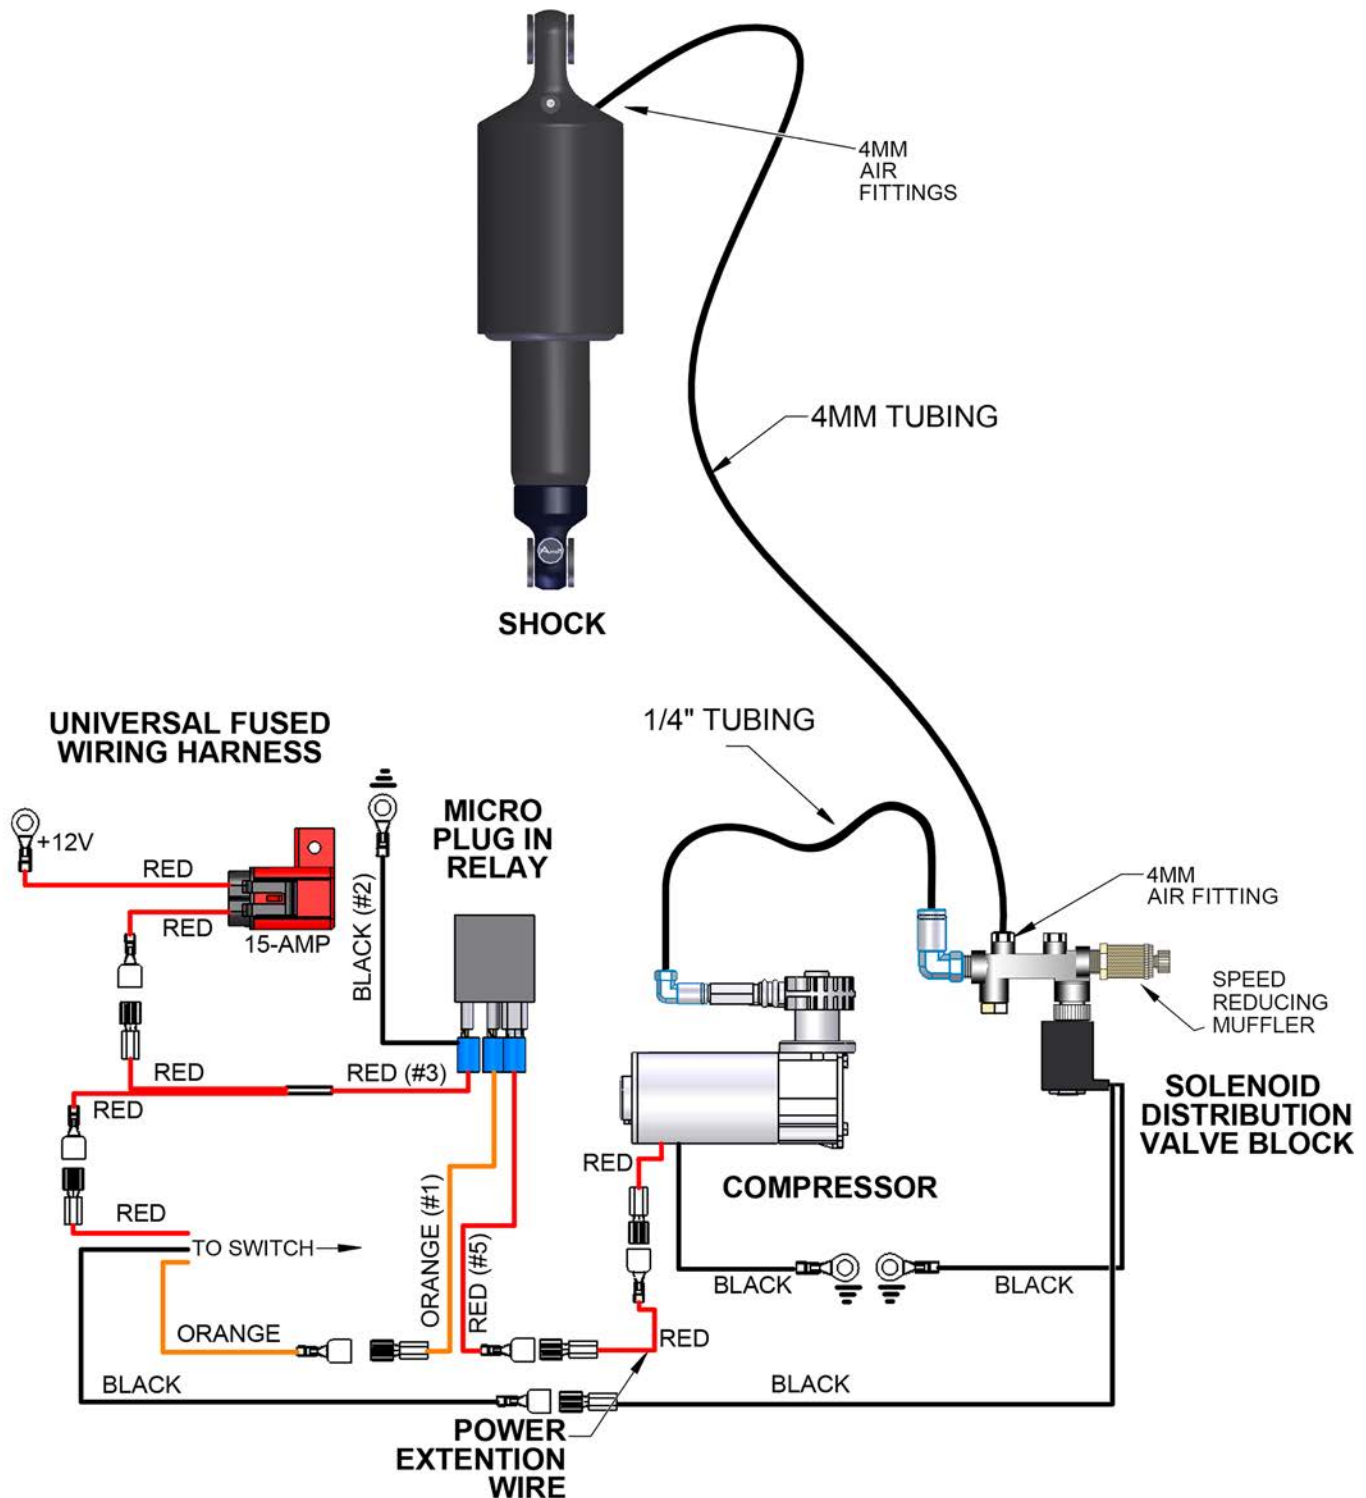 4MM
AIR
FITTINGS
4MM TUBING
SHOCK
UNIVERSAL FUSED
WIRING HARNESS
1/4" TUBING
+12V
RED
RED
15-AMP
BLACK (#2)
MICRO
PLUG IN
RELAY
4MM
AIR FITTING
SPEED
REDUCING
MUFFLER
RED
RED (#3)
RED
RED
TO SWITCH
ORANGE
BLACK
ORANGE (#1)
RED (#5)
RED
COMPRESSOR
SOLENOID
DISTRIBUTION
VALVE BLOCK
BLACK
BLACK
RED
BLACK
POWER
EXTENTION
WIRE